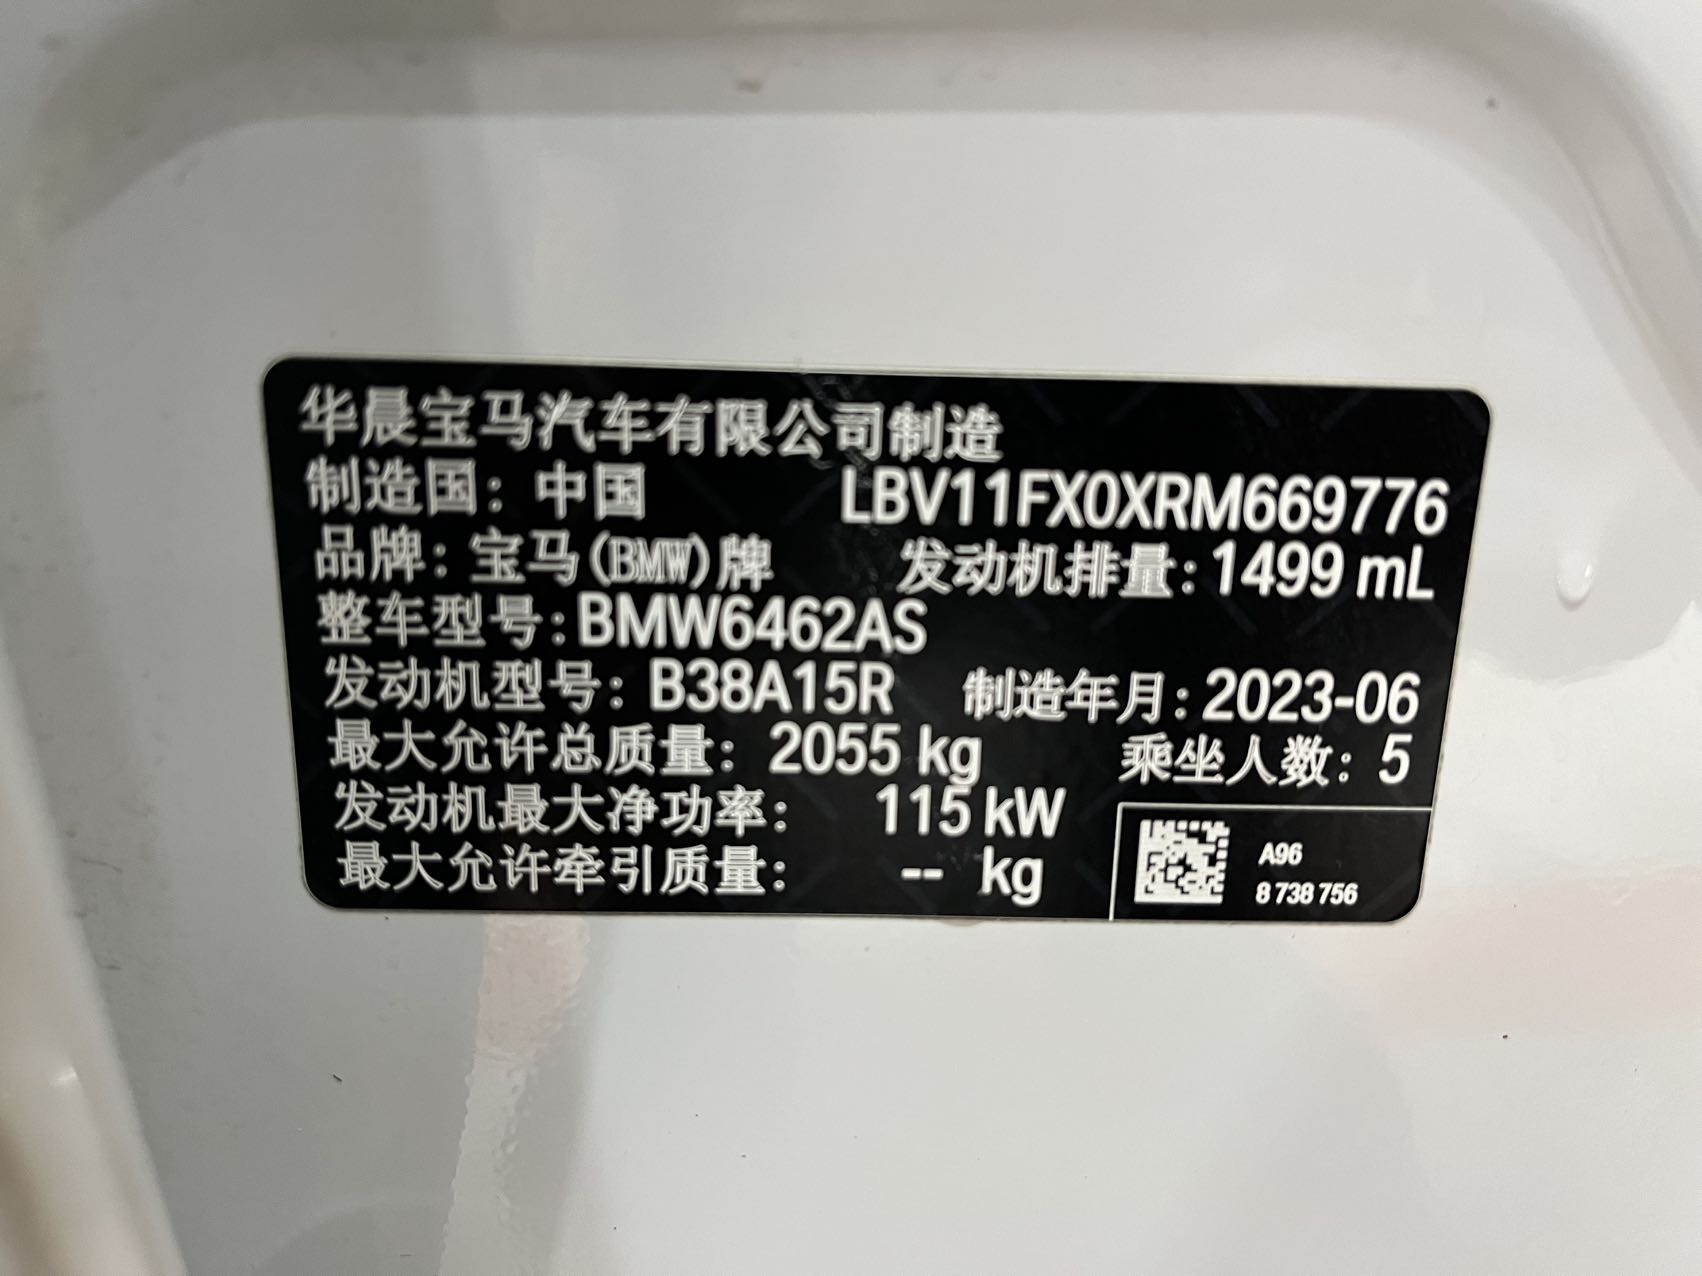 华晨宝马汽车有限公司制造
制造国：中国 LBV11FX0XRM669776
品牌：宝马(BMW)牌 发动机排量：1499 mL
整车型号：BMW6462AS
发动机型号：B38A15R 制造年月：2023-06
最大允许总质量：2055 kg 乘坐人数：5
发动机最大净功率：115 kW
最大允许牵引质量：-- kg
A96
8 738 756